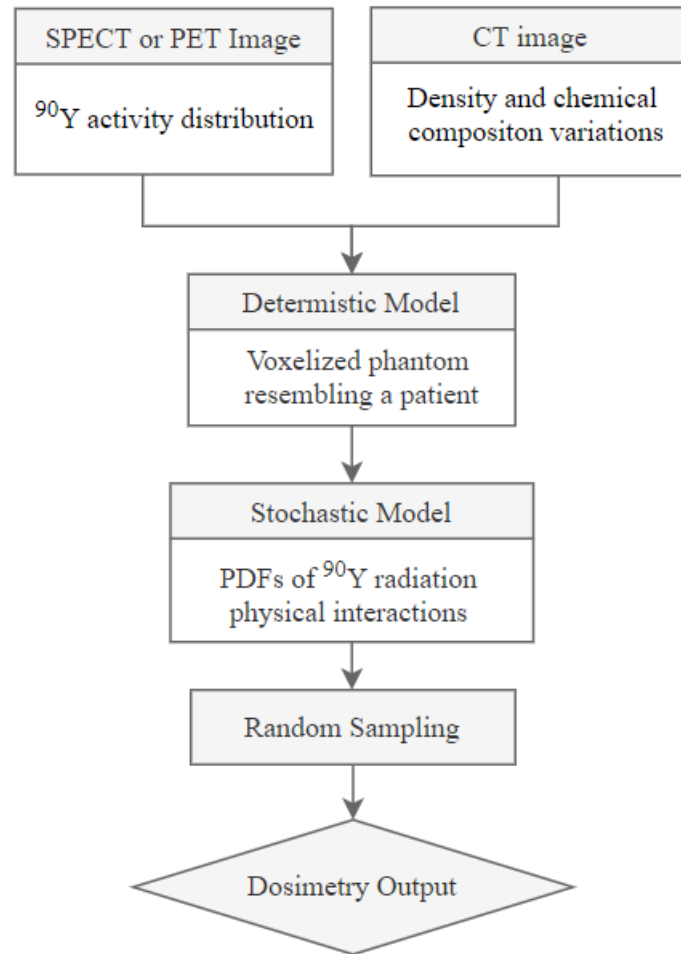 SPECT or PET Image
⁹⁰Y activity distribution
CT image
Density and chemical
compositon variations
Determistic Model
Voxelized phantom
resembling a patient
Stochastic Model
PDFs of ⁹⁰Y radiation
physical interactions
Random Sampling
Dosimetry Output